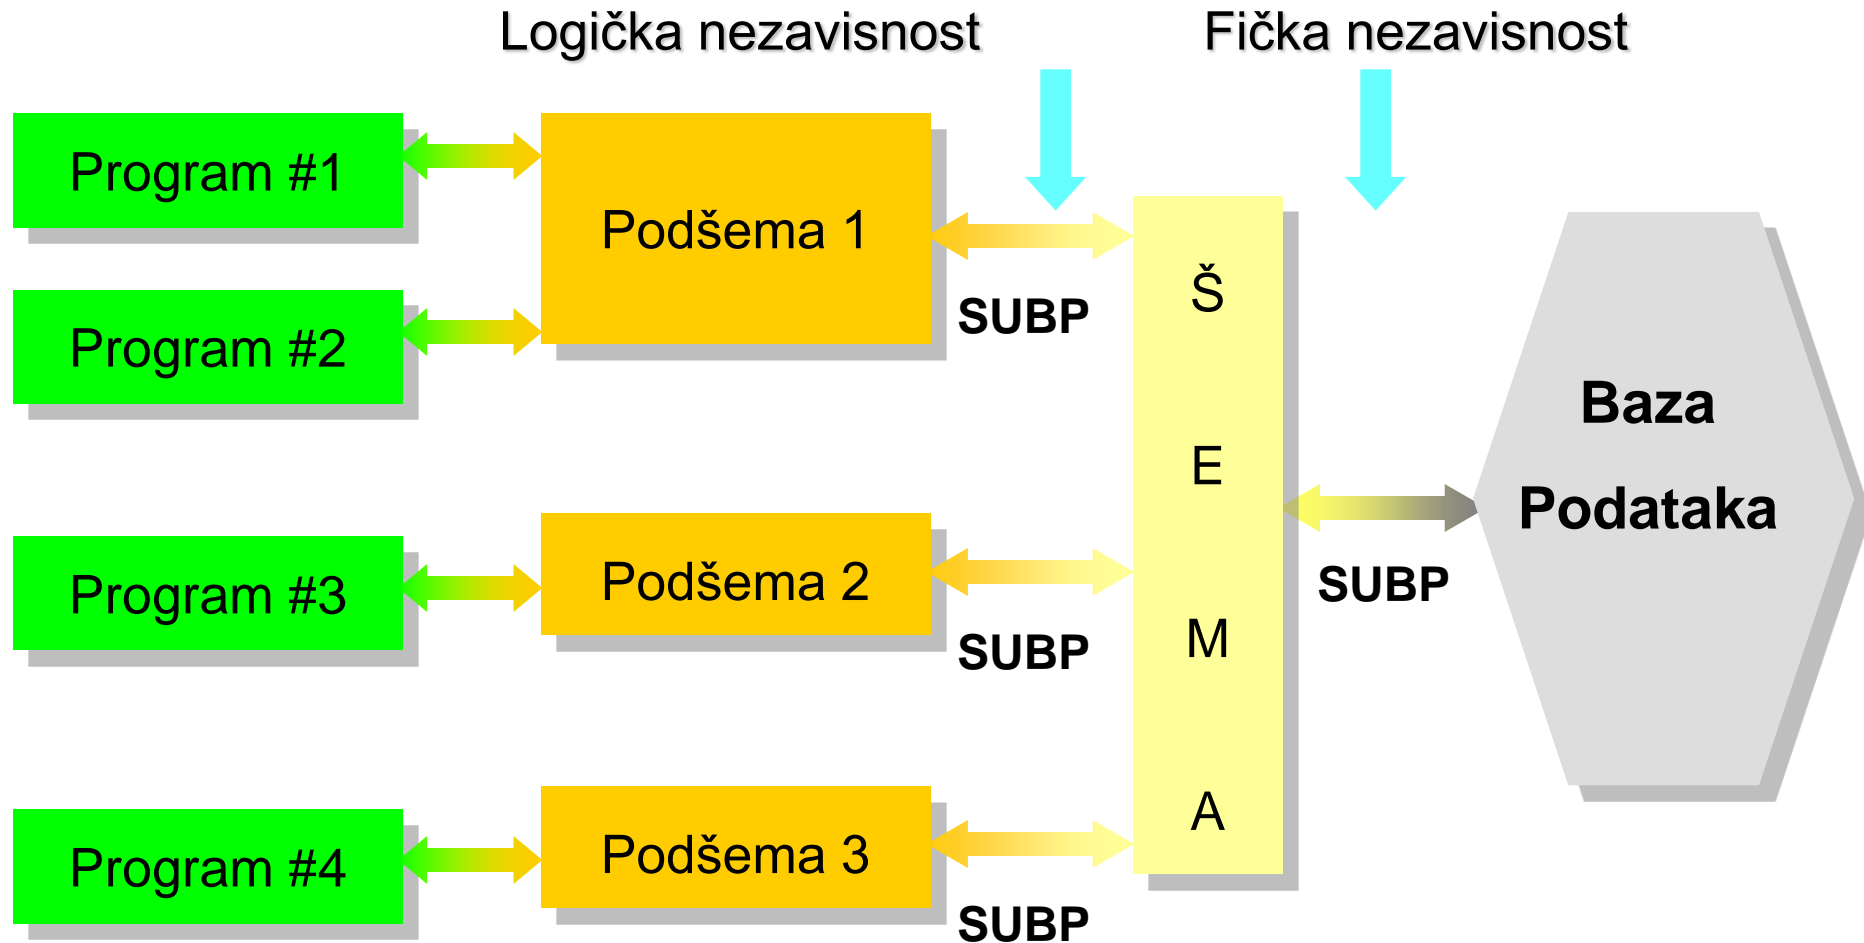 Logička nezavisnost
Fička nezavisnost
Program #1
Podšema 1
Program #2
SUBP
Š
E
M
A
Baza
Podataka
SUBP
Program #3
Podšema 2
SUBP
Program #4
Podšema 3
SUBP